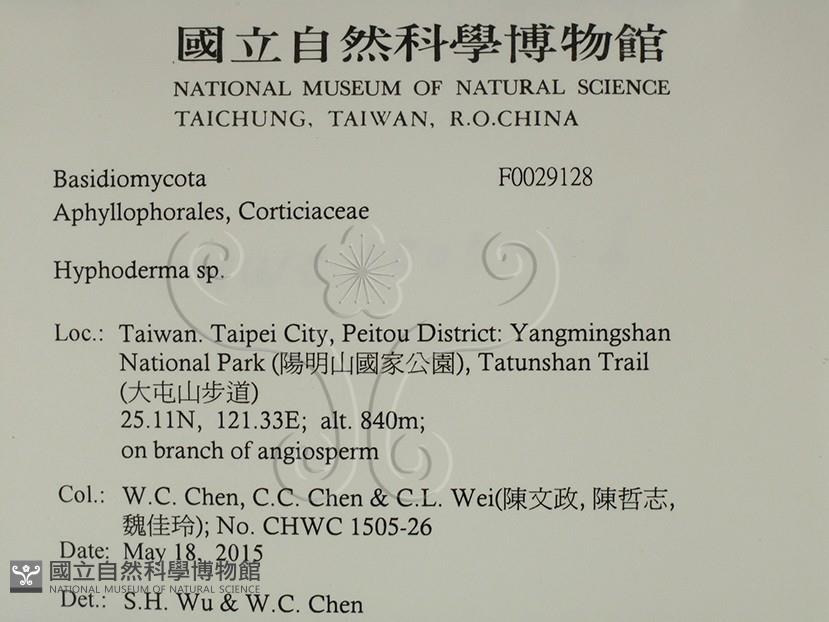 國立自然科學博物館
NATIONAL MUSEUM OF NATURAL SCIENCE
TAICHUNG, TAIWAN, R.O.CHINA
Basidiomycota F0029128
Aphyllophorales, Corticiaceae
Hyphoderma sp.
Loc.: Taiwan. Taipei City, Peitou District: Yangmingshan
National Park (陽明山國家公園), Tatunshan Trail
(大屯山步道)
25.11N, 121.33E; alt. 840m;
on branch of angiosperm
Col.: W.C. Chen, C.C. Chen & C.L. Wei(陳文政, 陳哲志,
魏佳玲); No. CHWC 1505-26
Date: May 18, 2015
國立自然科學博物館
NATIONAL MUSEUM OF NATURAL SCIENCE
Det.: S.H. Wu & W.C. Chen